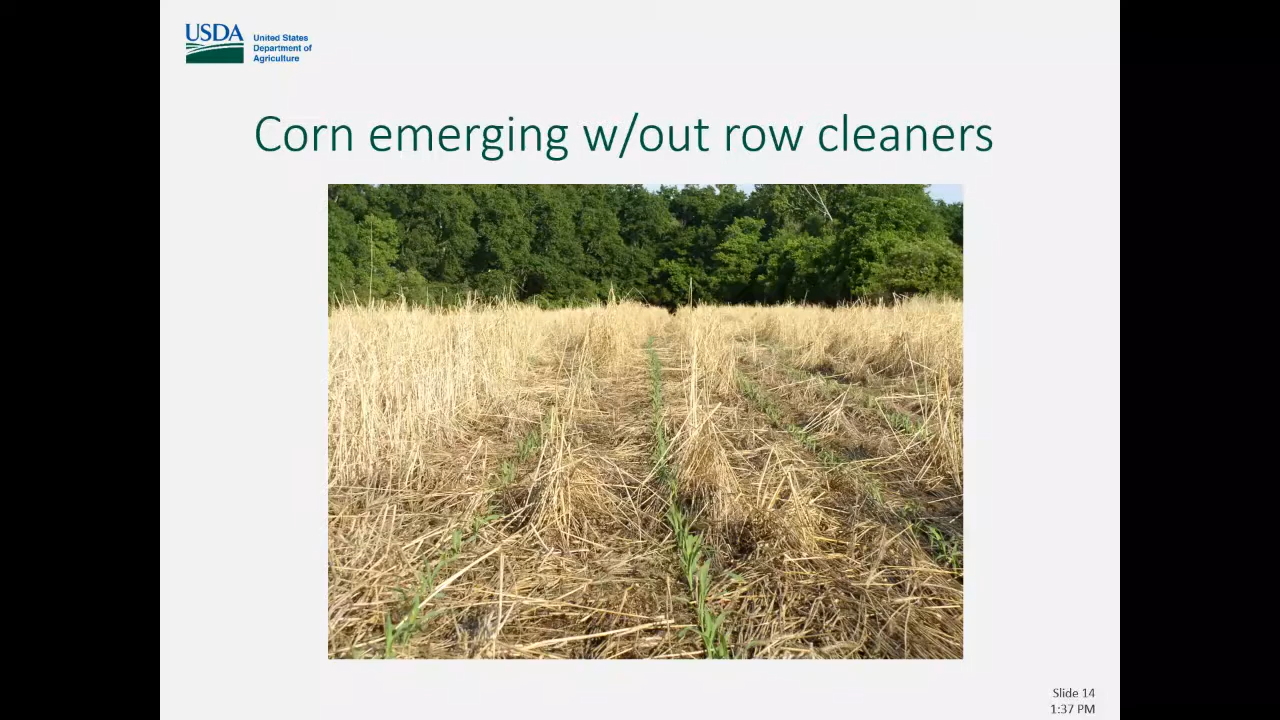 USDA
United States
Department of
Agriculture
Corn emerging w/out row cleaners
Slide 14
1:37 PM